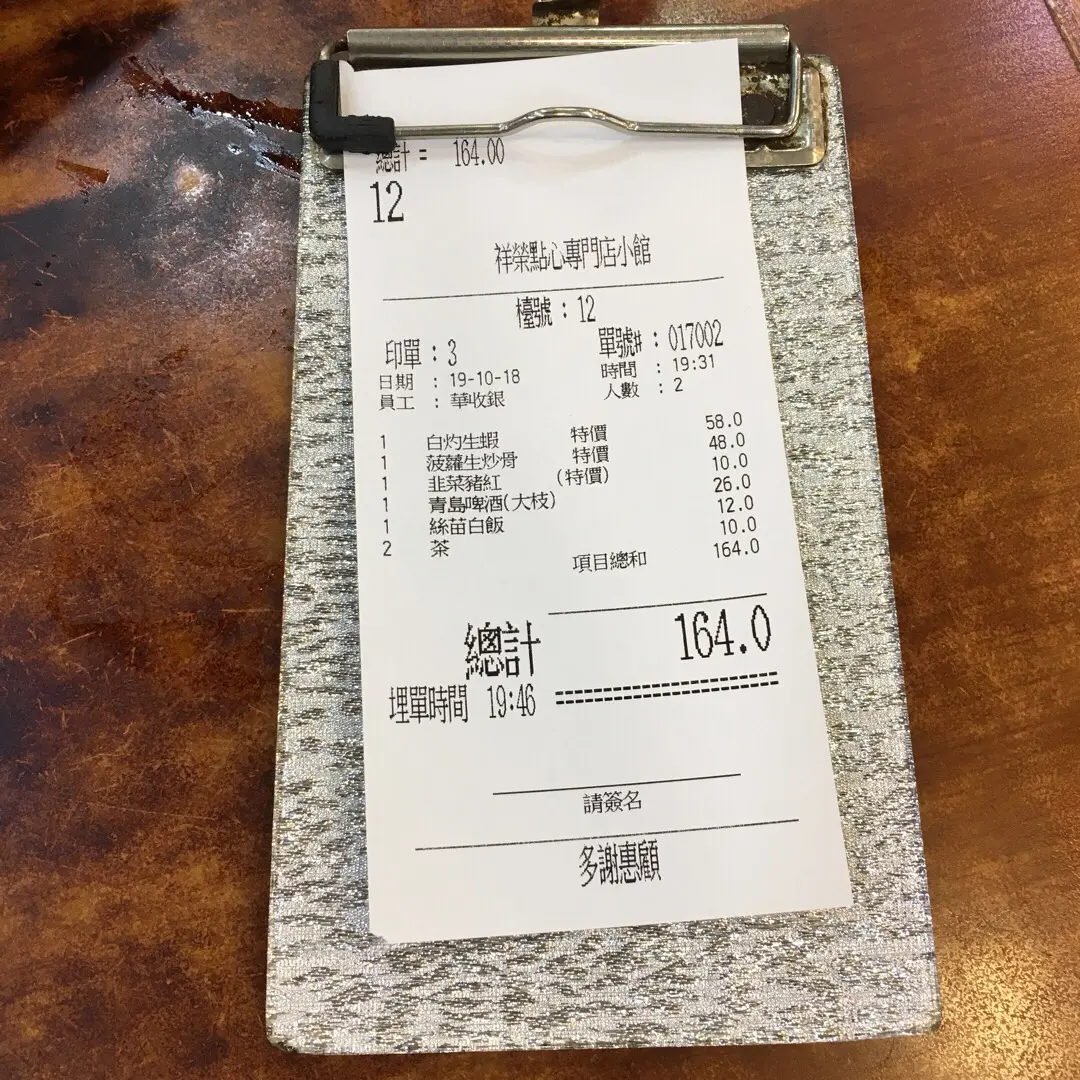 總計 = 164.00
12
祥榮點心專門店小館
檯號 : 12
印單 : 3 單號# : 017002
日期 : 19-10-18 時間 : 19:31
員工 : 華收銀 人數 : 2
1 白灼生蝦 特價 58.0
1 菠蘿生炒骨 特價 48.0
1 韭菜豬紅 (特價) 10.0
1 青島啤酒(大枝) 26.0
1 絲苗白飯 12.0
2 茶 10.0
項目總和 164.0
總計 164.0
埋單時間 19:46
請簽名
多謝惠顧